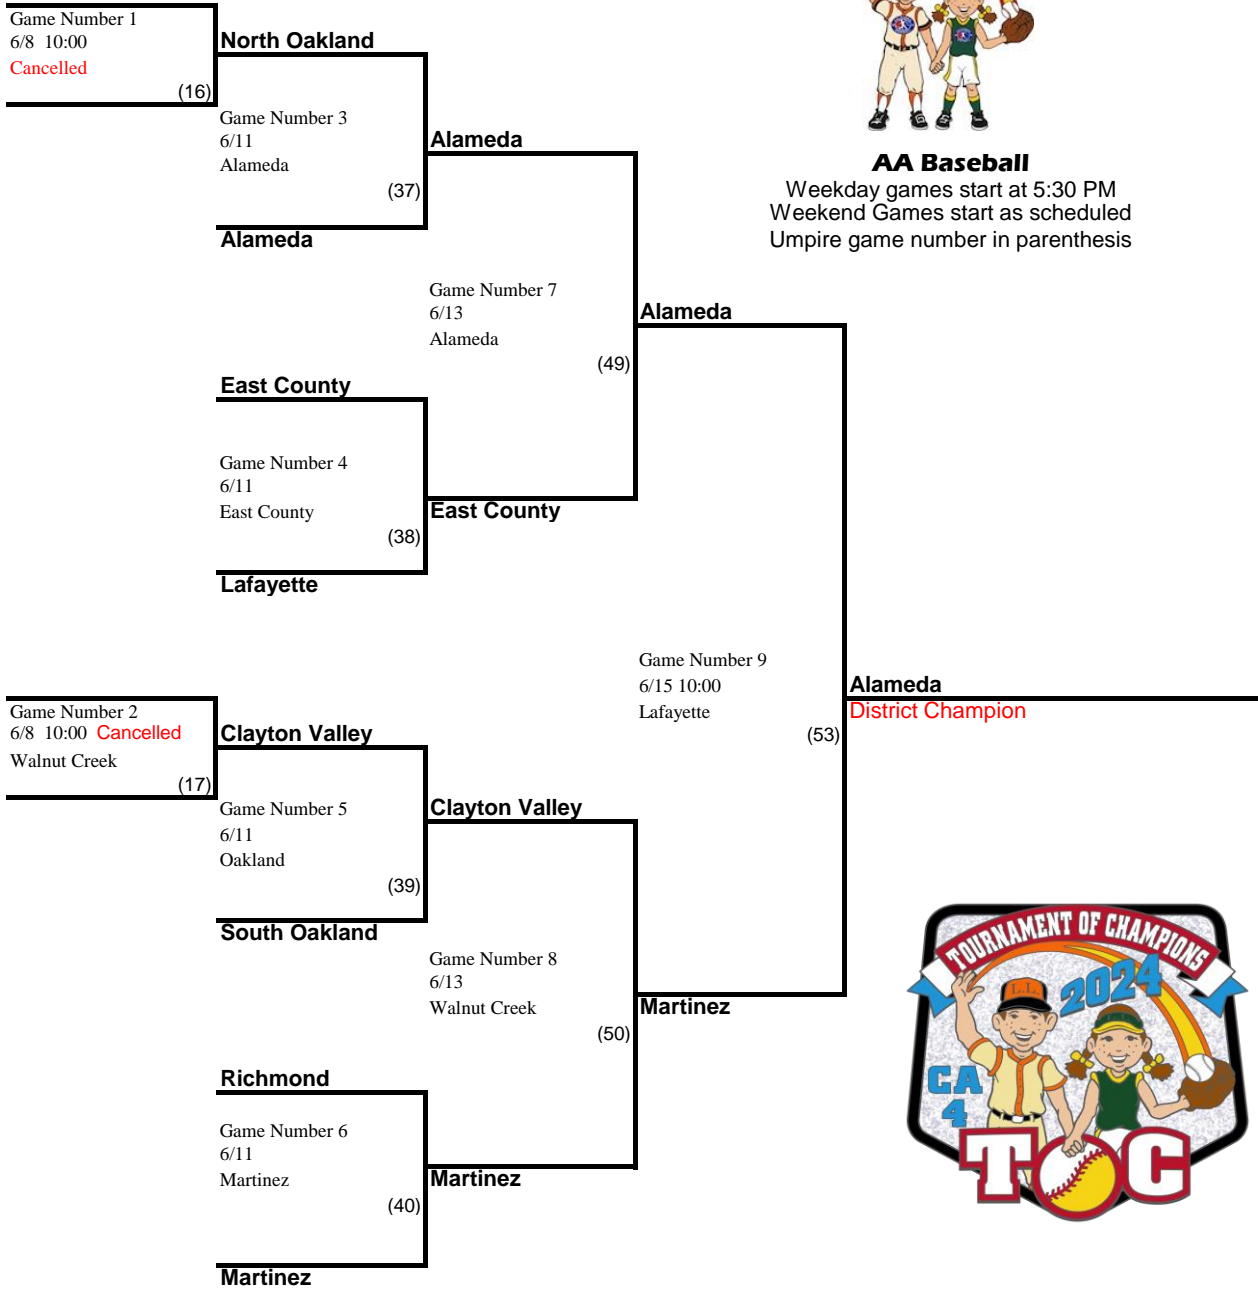 Game Number 1
6/8  10:00
Cancelled
(16)
North Oakland
Game Number 3
6/11
Alameda
(37)
Alameda
Alameda
AA Baseball
Weekday games start at 5:30 PM
Weekend Games start as scheduled
Umpire game number in parenthesis
Game Number 7
6/13
Alameda
(49)
Alameda
East County
Game Number 4
6/11
East County
(38)
Lafayette
East County
Game Number 9
6/15 10:00
Lafayette
(53)
Alameda
District Champion
Game Number 2
6/8  10:00  Cancelled
Walnut Creek
(17)
Clayton Valley
Game Number 5
6/11
Oakland
(39)
South Oakland
Clayton Valley
Game Number 8
6/13
Walnut Creek
(50)
Martinez
Richmond
Game Number 6
6/11
Martinez
(40)
Martinez
Martinez
TOURNAMENT OF CHAMPIONS
2024
L.L.
CA
4
TOC